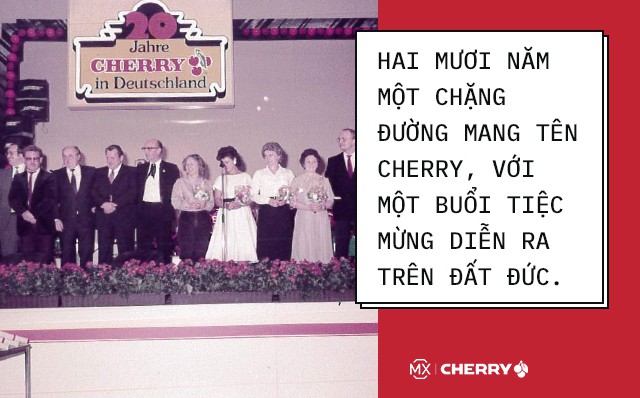 20
Jahre
CHERRY
in Deutschland
HAI MƯƠI NĂM
MỘT CHẶNG
ĐƯỜNG MANG TÊN
CHERRY, VỚI
MỘT BUỔI TIỆC
MỪNG DIỄN RA
TRÊN ĐẤT ĐỨC.
MX CHERRY